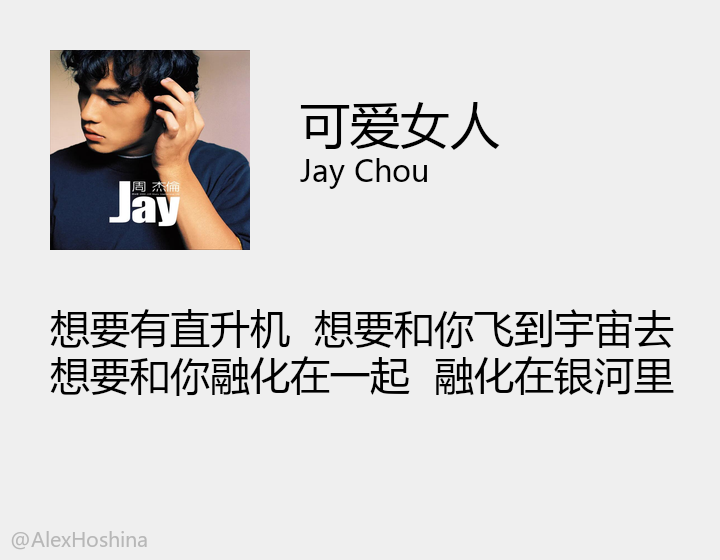 周 杰倫
Jay
可爱女人
Jay Chou
想要有直升机 想要和你飞到宇宙去
想要和你融化在一起 融化在银河里
@AlexHoshina